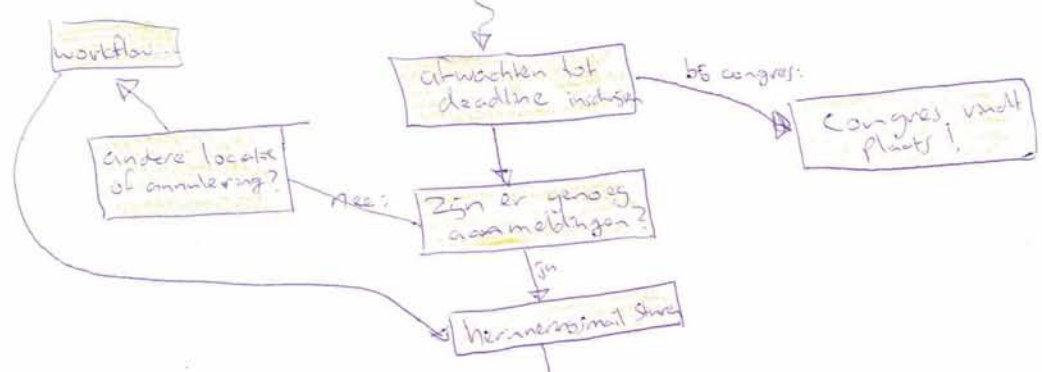 workflow...
afwachten tot
deadline inschrijven
bij congres:
Congres vindt
plaats!
andere locatie
of annulering?
nee:
Zijn er genoeg
aanmeldingen?
ja
herinneringsmail sturen